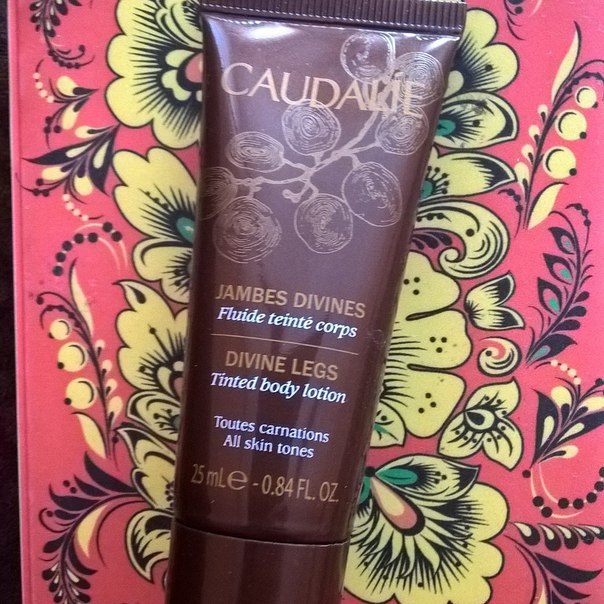 CAUDALIE
JAMBES DIVINES
Fluide teinté corps
DIVINE LEGS
Tinted body lotion
Toutes carnations
All skin tones
25 mL e - 0.84 FL. OZ.